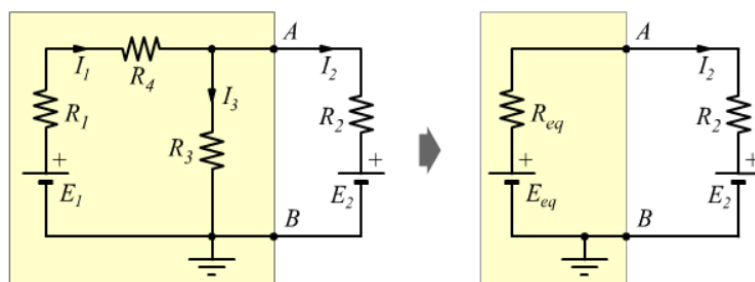 A
I1
R4
I2
I3
R1
R2
R3
+
+
E1
E2
B
A
I2
Req
R2
+
+
Eeq
E2
B